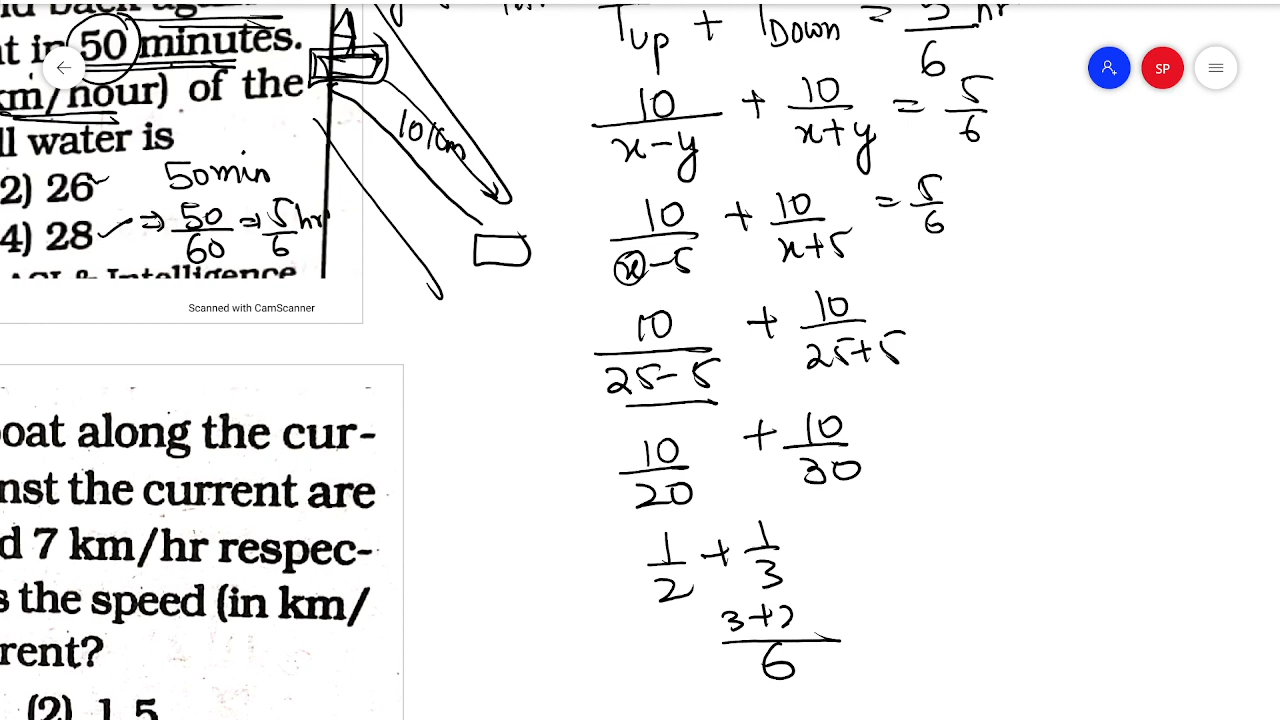 50 minutes.
km/hour) of the
ll water is
2) 26
4) 28
50min
⇒ 50/60 ⇒ 5/6 hr
Scanned with CamScanner
10km
Tup + TDOWN = 5/6 hr
10/(x-y) + 10/(x+y) = 5/6
10/(x-5) + 10/(x+5) = 5/6
10/(25-5) + 10/(25+5)
10/20 + 10/30
1/2 + 1/3
3+2/6
SP
oat along the cur-
nst the current are
d 7 km/hr respec-
s the speed (in km/
rent?
(2) 1.5